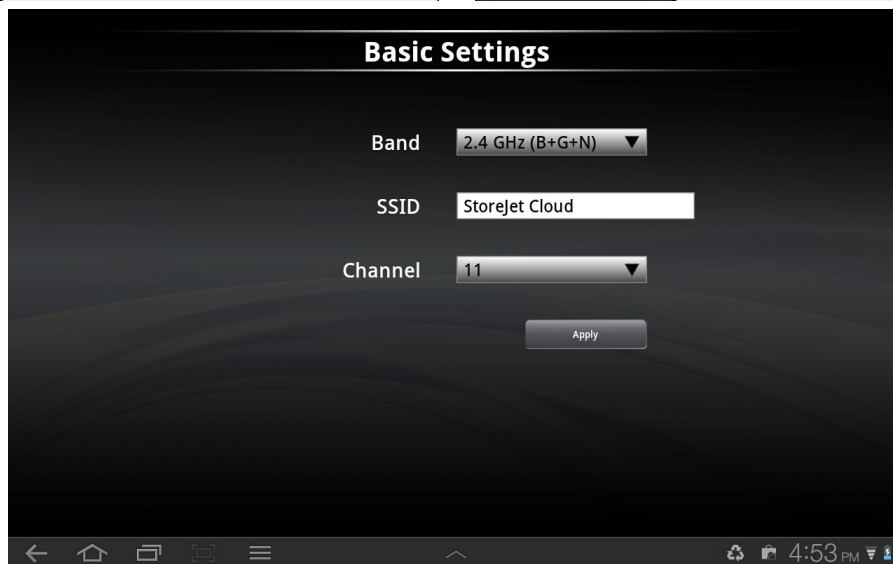 Basic Settings
Band 2.4 GHz (B+G+N)
SSID StoreJet Cloud
Channel 11
Apply
4:53 PM